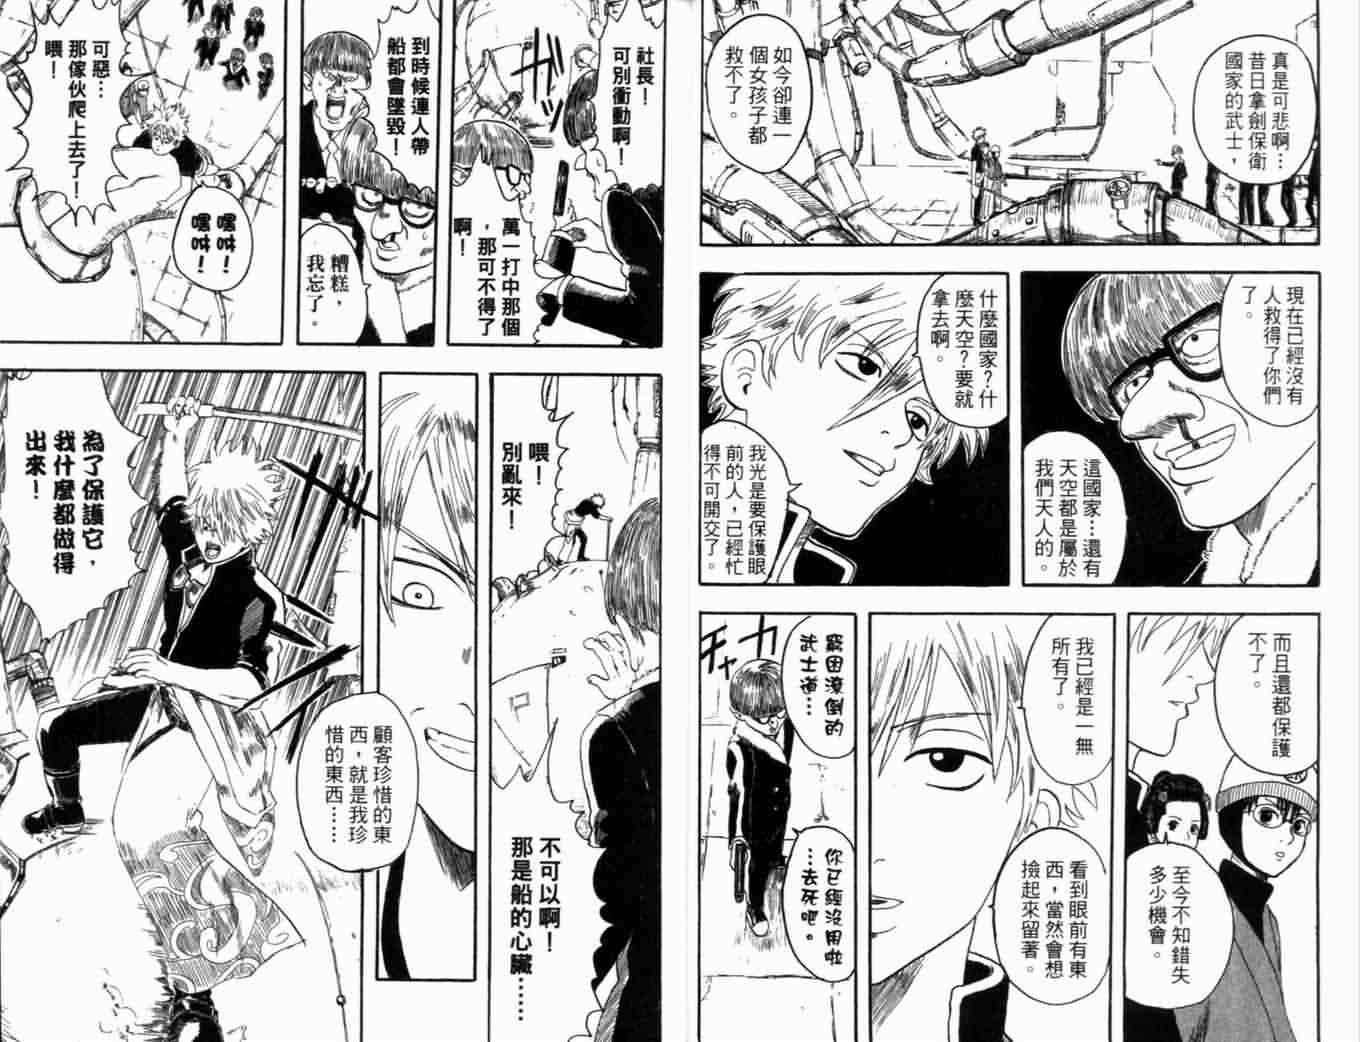 真是可悲啊…
昔日拿劍保衛
國家的武士，
如今卻連一
個女孩子都
救不了。
現在已經沒有
人救得了你們
了。
這國家…還有
天空都是屬於
我們天人的。
什麼國家?什
麼天空?要就
拿去啊。
我光是要保護眼
前的人，已經忙
得不可開交了。
而且還都保護
不了。
至今不知錯失
多少機會。
我已經是一無
所有了。
看到眼前有東
西，當然會想
撿起來留著。
窮困潦倒的
武士道…
你已經沒用啦
…去死吧。
カ
チャ
社長！
可別衝動啊！
萬一打中那個
，那可不得了
啊！
到時候連人帶
船都會墜毀！
糟糕，
我忘了。
可惡…
那傢伙爬上去了！
喂！
嘿咻！
嘿咻！
喂！
別亂來！
不可以啊！
那是船的心臟……
顧客珍惜的東
西，就是我珍
惜的東西……
為了保護它，
我什麼都做得
出來！